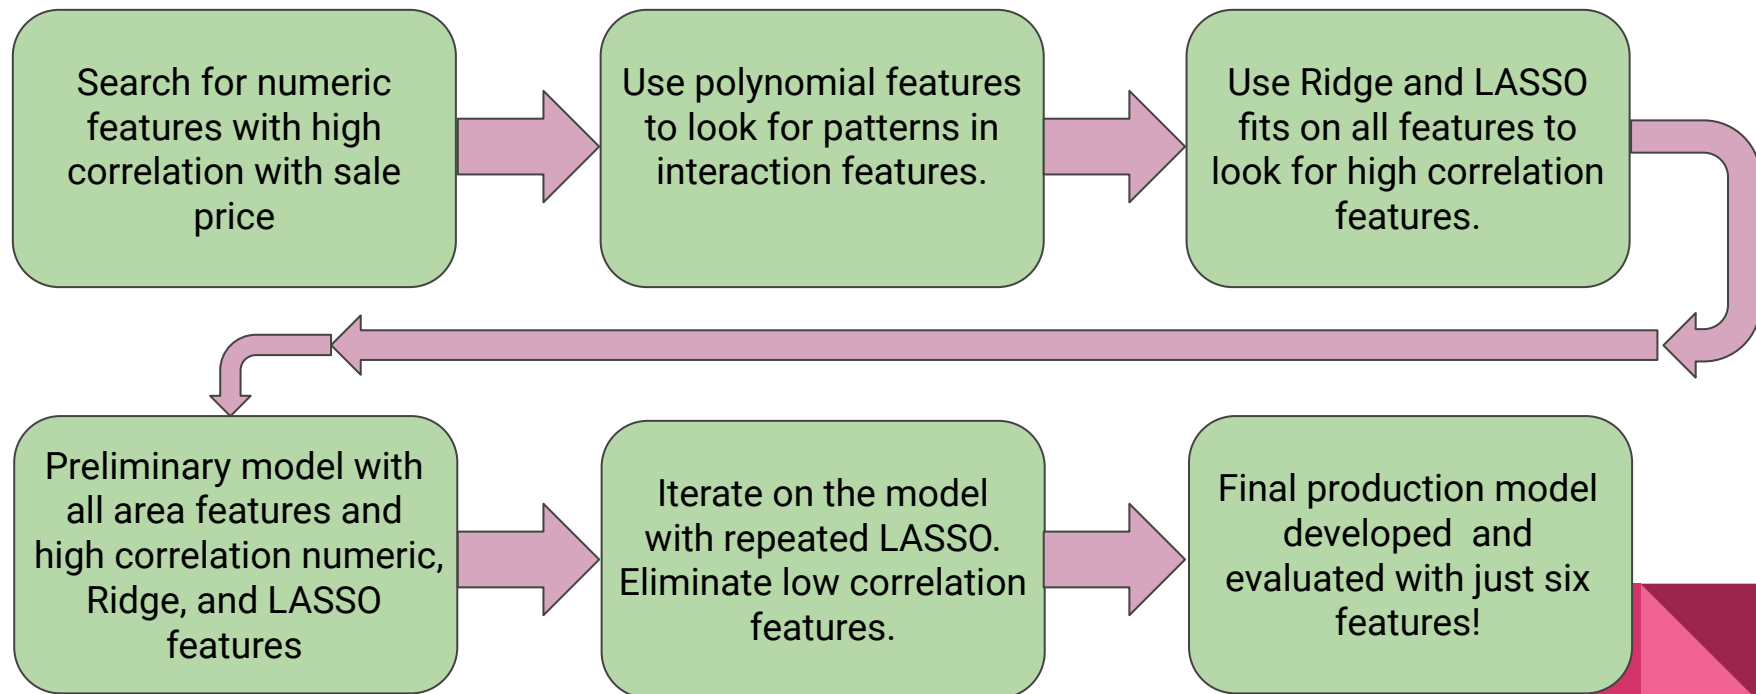 Search for numeric
features with high
correlation with sale
price
Use polynomial features
to look for patterns in
interaction features.
Use Ridge and LASSO
fits on all features to
look for high correlation
features.
Preliminary model with
all area features and
high correlation numeric,
Ridge, and LASSO
features
Iterate on the model
with repeated LASSO.
Eliminate low correlation
features.
Final production model
developed  and
evaluated with just six
features!